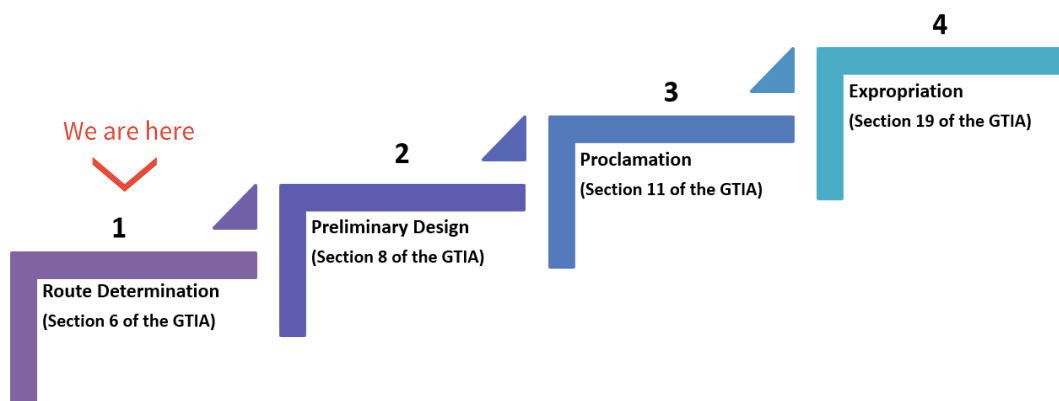 We are here
1
Route Determination
(Section 6 of the GTIA)
2
Preliminary Design
(Section 8 of the GTIA)
3
Proclamation
(Section 11 of the GTIA)
4
Expropriation
(Section 19 of the GTIA)